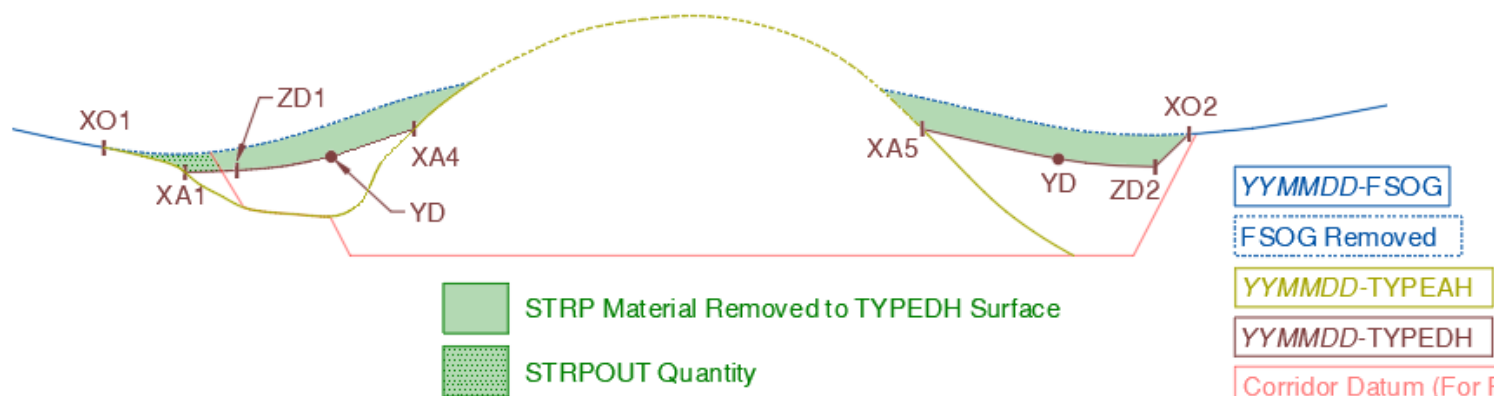 ZD1
XO1
XA1
XA4
YD
XO2
XA5
YD
ZD2
YYMMDD-FSOG
FSOG Removed
YYMMDD-TYPEAH
YYMMDD-TYPEDH
Corridor Datum (For
STRP Material Removed to TYPEDH Surface
STRPOUT Quantity